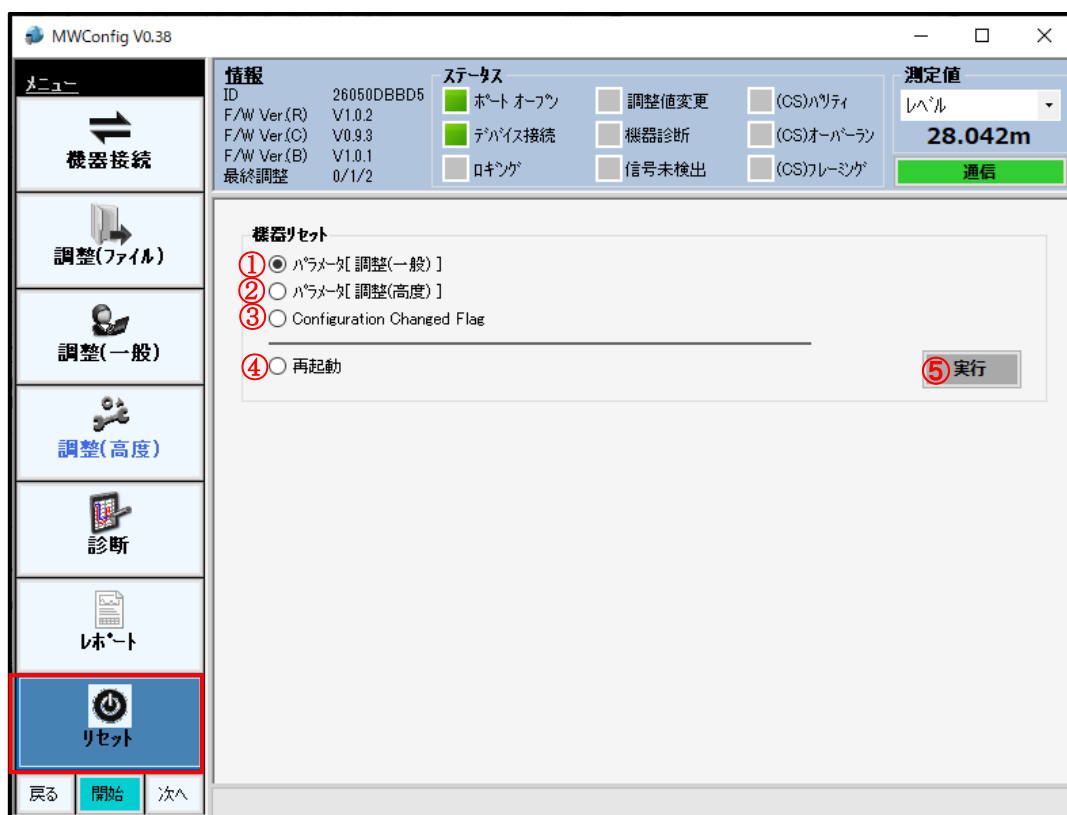 MWConfig V0.38
メニュー
機器接続
調整(ファイル)
調整(一般)
調整(高度)
診断
レポート
リセット
戻る
開始
次へ
情報
ID 26050DBBD5
F/W Ver.(R) V1.0.2
F/W Ver.(C) V0.9.3
F/W Ver.(B) V1.0.1
最終調整 0/1/2
ステータス
ポート オープン
デバイス接続
ロギング
調整値変更
機器診断
信号未検出
(CS)パリティ
(CS)オーバーラン
(CS)フレーミング
測定値
レベル
28.042m
通信
機器リセット
① パラメータ[ 調整(一般) ]
② パラメータ[ 調整(高度) ]
③ Configuration Changed Flag
④ 再起動
⑤ 実行